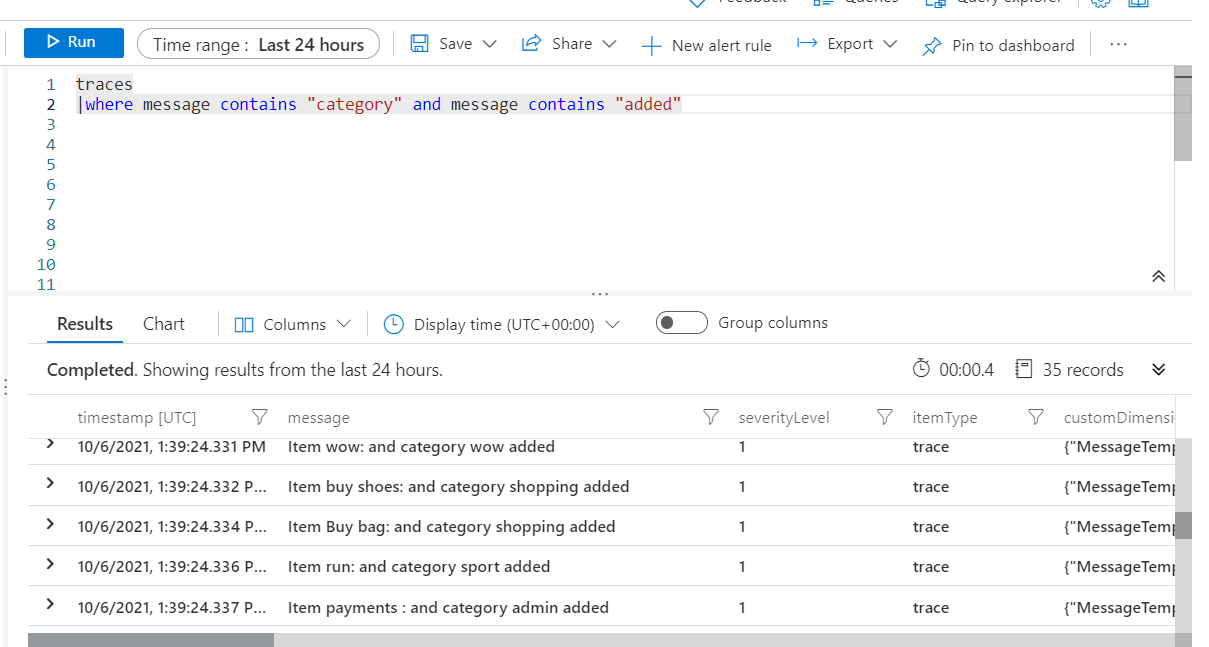 Feedback Queries Query explorer
Run Time range : Last 24 hours Save Share New alert rule Export Pin to dashboard ...
1 traces
2 |where message contains "category" and message contains "added"
3
4
5
6
7
8
9
10
11
Results Chart Columns Display time (UTC+00:00) Group columns
Completed. Showing results from the last 24 hours. 00:00.4 35 records
timestamp [UTC] message severityLevel itemType customDimensi
10/6/2021, 1:39:24.331 PM Item wow: and category wow added 1 trace {"MessageTemp
10/6/2021, 1:39:24.332 P... Item buy shoes: and category shopping added 1 trace {"MessageTemp
10/6/2021, 1:39:24.334 P... Item Buy bag: and category shopping added 1 trace {"MessageTemp
10/6/2021, 1:39:24.336 P... Item run: and category sport added 1 trace {"MessageTemp
10/6/2021, 1:39:24.337 P... Item payments : and category admin added 1 trace {"MessageTemp